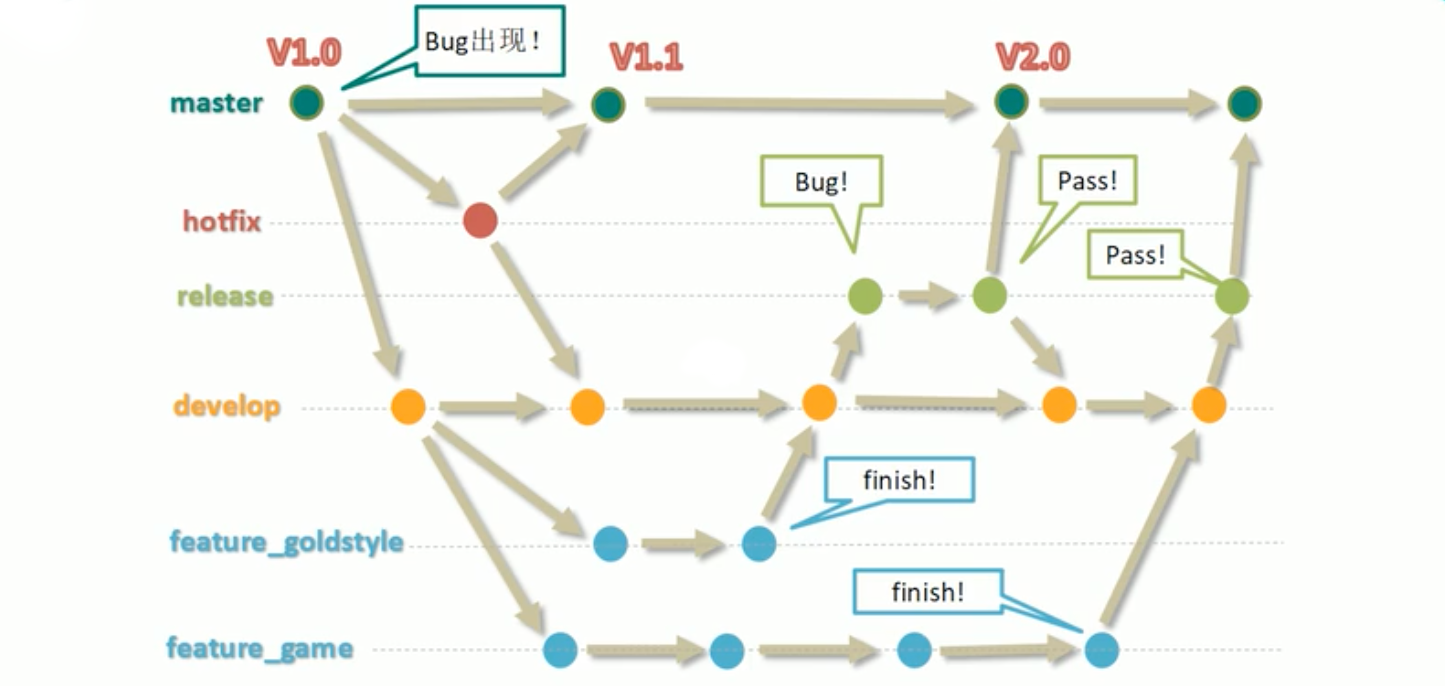 V1.0
Bug出现！
V1.1
V2.0
master
Bug!
Pass!
hotfix
Pass!
release
develop
finish!
feature_goldstyle
finish!
feature_game